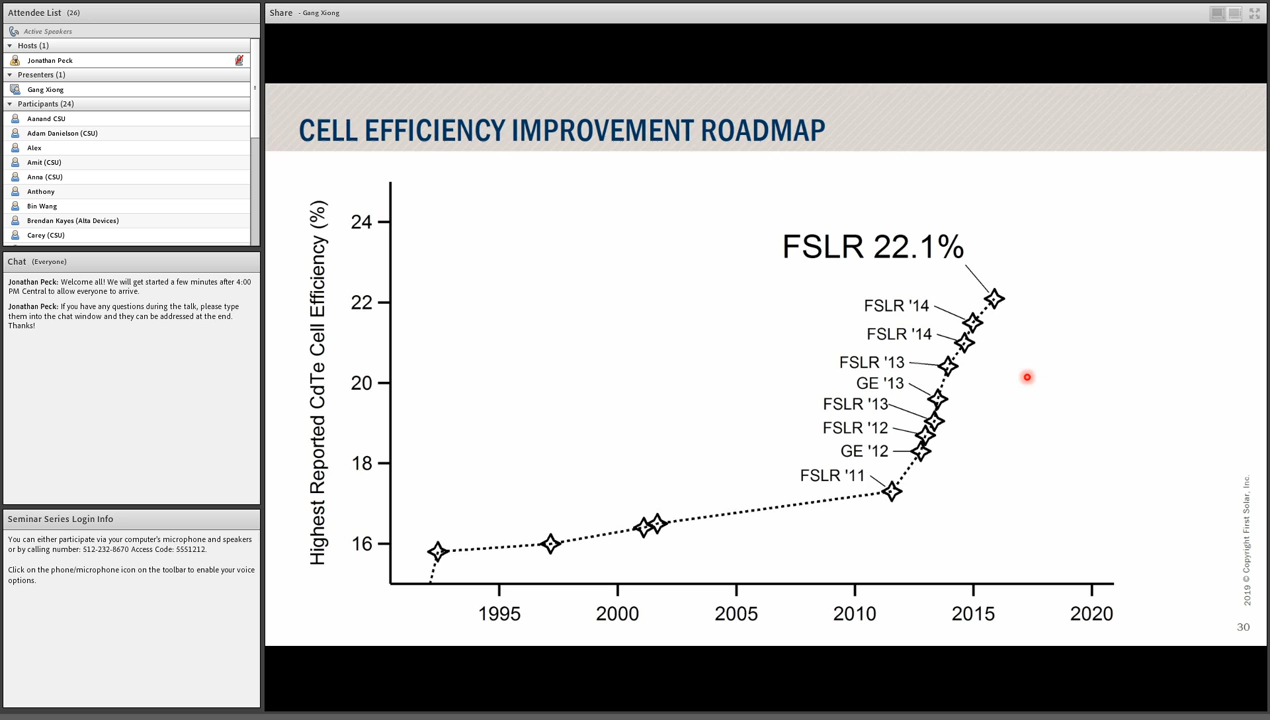 Attendee List (26)
Active Speakers
Hosts (1)
Jonathan Peck
Presenters (1)
Gang Xiong
Participants (24)
Aanand CSU
Adam Danielson (CSU)
Alex
Amit (CSU)
Anna (CSU)
Anthony
Bin Wang
Brendan Kayes (Alta Devices)
Carey (CSU)
Chat (Everyone)
Jonathan Peck: Welcome all! We will get started a few minutes after 4:00
PM Central to allow everyone to arrive.
Jonathan Peck: If you have any questions during the talk, please type
them into the chat window and they can be addressed at the end.
Thanks!
Seminar Series Login Info
You can either participate via your computer's microphone and speakers
or by calling number: 512-232-8670 Access Code: 5551212.
Click on the phone/microphone icon on the toolbar to enable your voice
options.
Share - Gang Xiong
CELL EFFICIENCY IMPROVEMENT ROADMAP
Highest Reported CdTe Cell Efficiency (%)
24
22
20
18
16
FSLR 22.1%
FSLR '14
FSLR '14
FSLR '13
GE '13
FSLR '13
FSLR '12
GE '12
FSLR '11
1995
2000
2005
2010
2015
2020
2019 © Copyright First Solar, Inc.
30